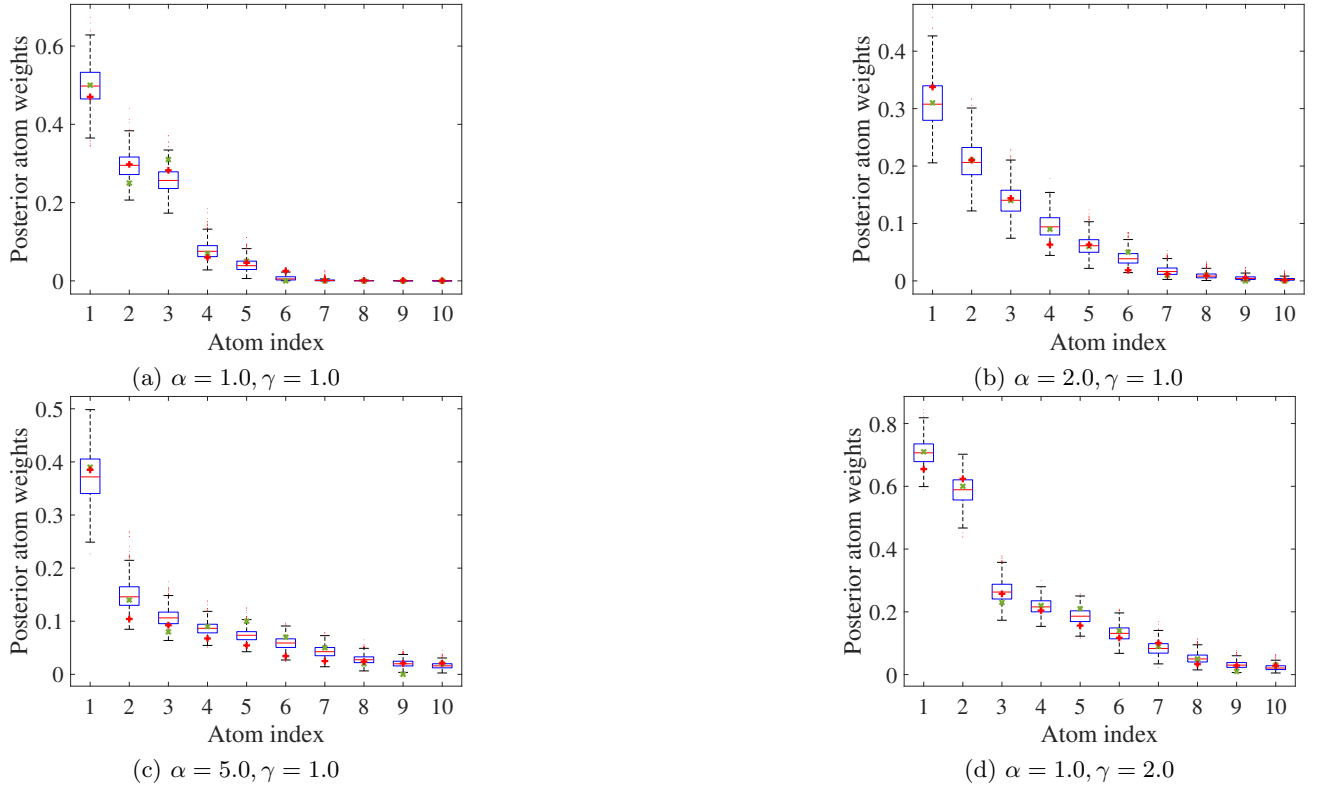 Posterior atom weights
0.6
0.4
0.2
0
1 2 3 4 5 6 7 8 9 10
Atom index
(a) α = 1.0, γ = 1.0
Posterior atom weights
0.4
0.3
0.2
0.1
0
1 2 3 4 5 6 7 8 9 10
Atom index
(b) α = 2.0, γ = 1.0
Posterior atom weights
0.5
0.4
0.3
0.2
0.1
0
1 2 3 4 5 6 7 8 9 10
Atom index
(c) α = 5.0, γ = 1.0
Posterior atom weights
0.8
0.6
0.4
0.2
0
1 2 3 4 5 6 7 8 9 10
Atom index
(d) α = 1.0, γ = 2.0